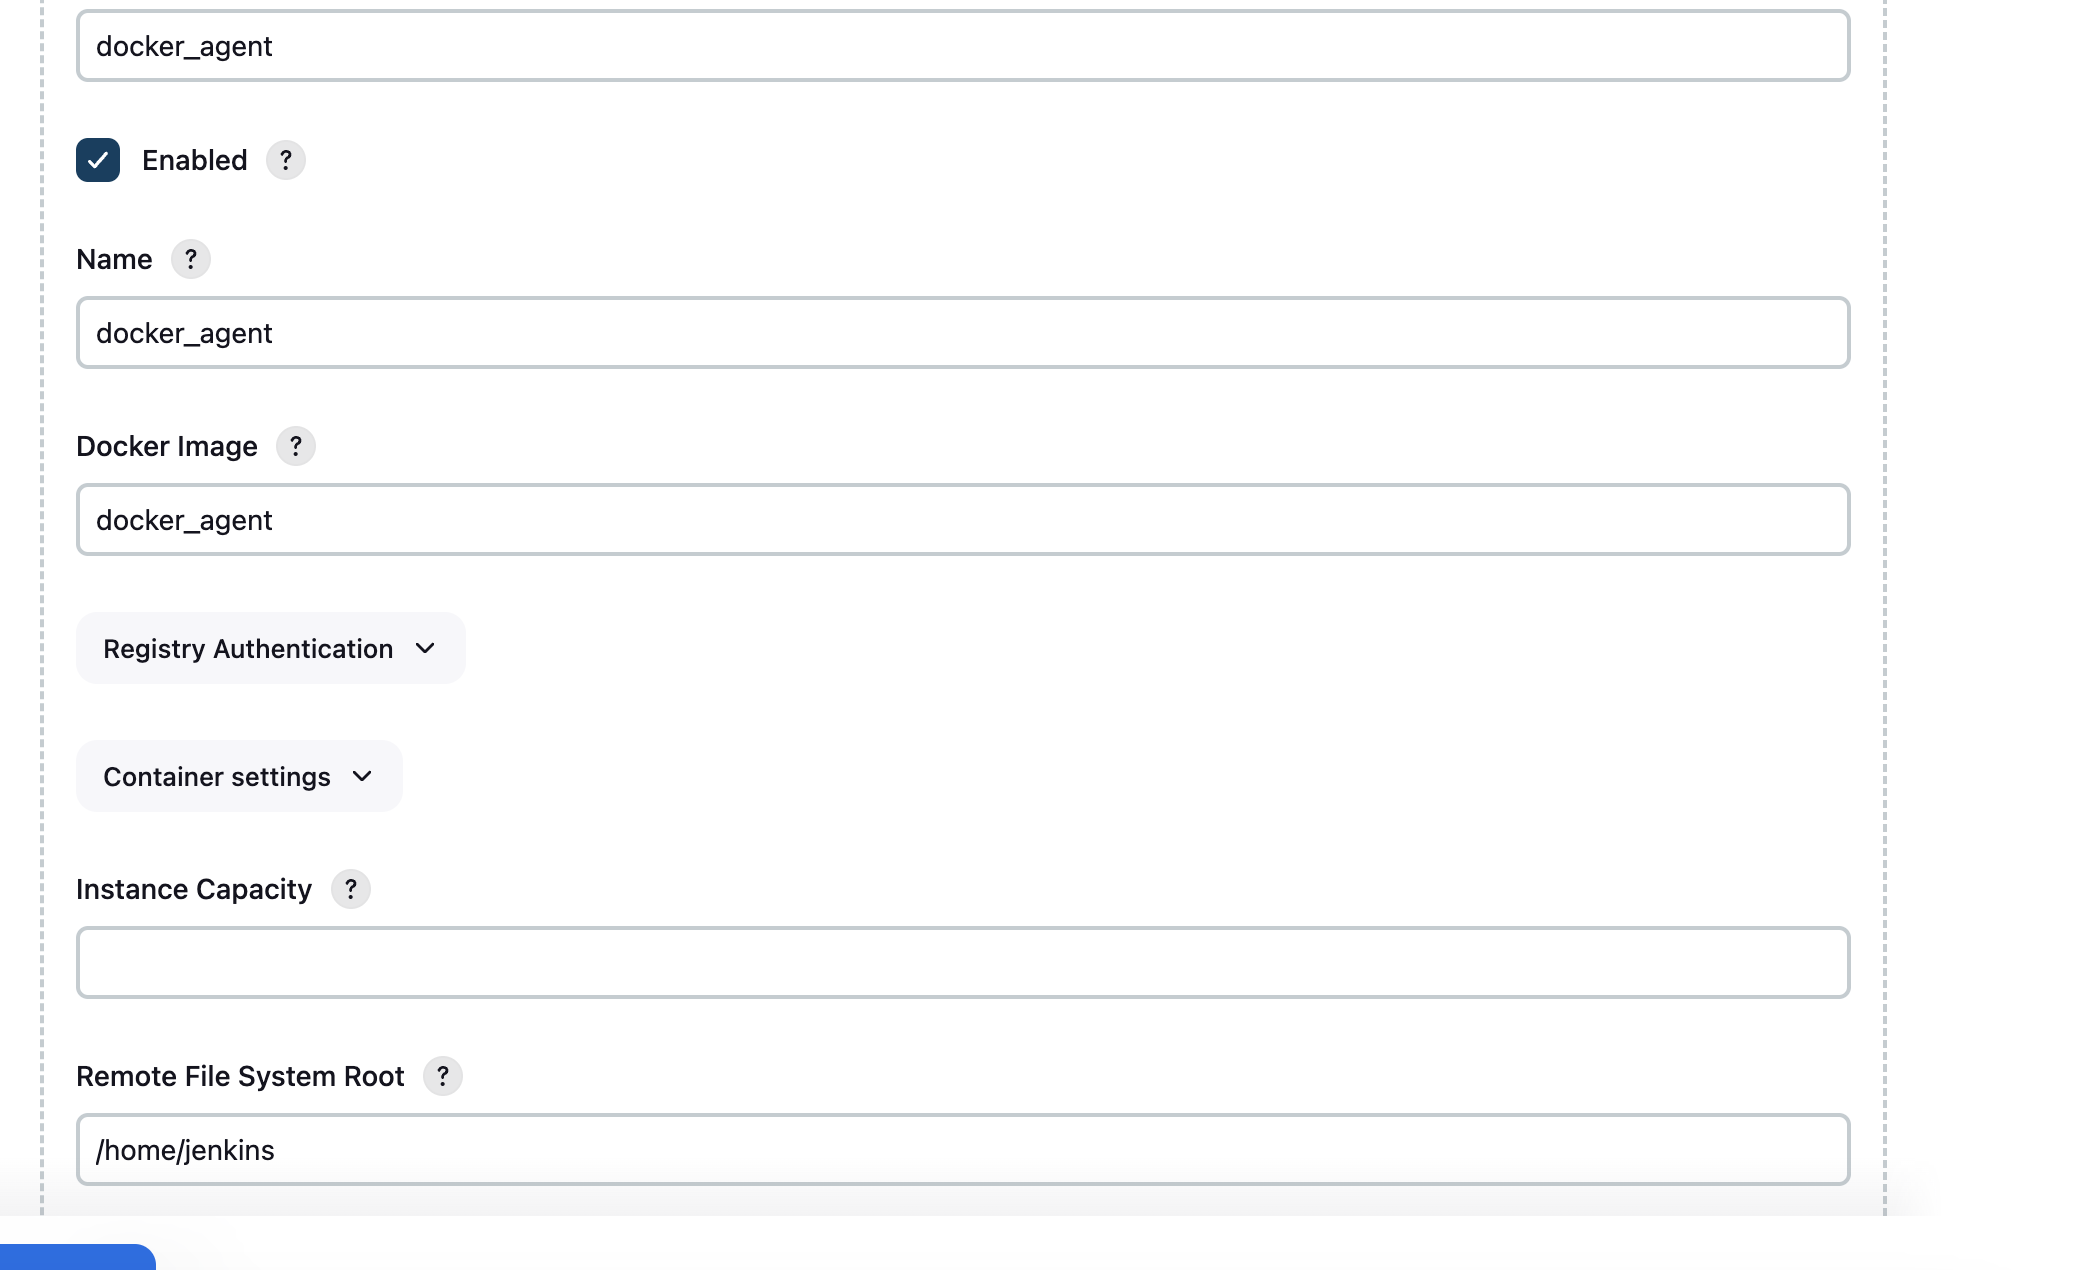 docker_agent
Enabled ?
Name ?
docker_agent
Docker Image ?
docker_agent
Registry Authentication
Container settings
Instance Capacity ?
Remote File System Root ?
/home/jenkins